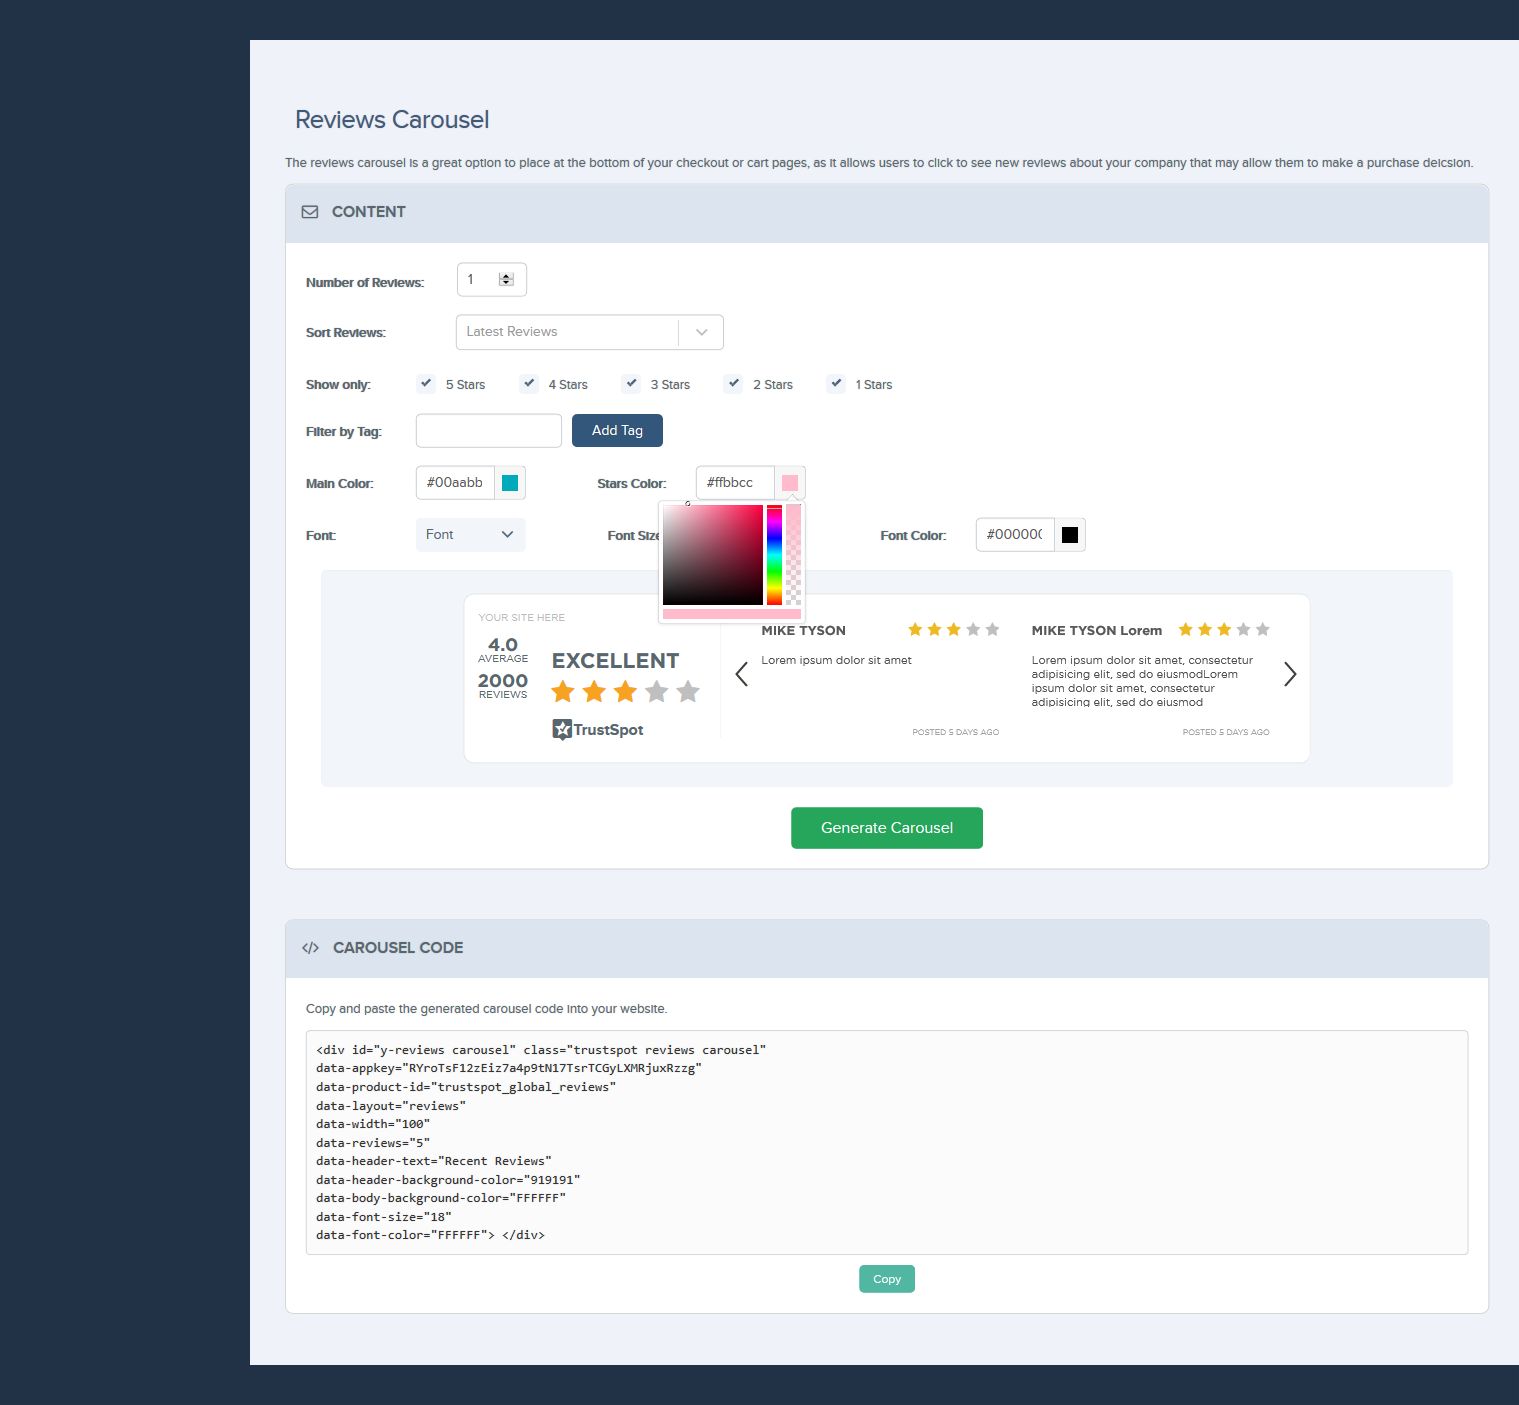 Reviews Carousel
The reviews carousel is a great option to place at the bottom of your checkout or cart pages, as it allows users to click to see new reviews about your company that may allow them to make a purchase deicsion.
CONTENT
Number of Reviews: 1
Sort Reviews: Latest Reviews
Show only: 5 Stars 4 Stars 3 Stars 2 Stars 1 Stars
Filter by Tag: Add Tag
Main Color: #00aabb Stars Color: #ffbbcc
Font: Font Font Size Font Color: #000000
YOUR SITE HERE
4.0
AVERAGE
2000
REVIEWS
EXCELLENT
TrustSpot
MIKE TYSON
Lorem ipsum dolor sit amet
POSTED 5 DAYS AGO
MIKE TYSON Lorem
Lorem ipsum dolor sit amet, consectetur
adipisicing elit, sed do eiusmodLorem
ipsum dolor sit amet, consectetur
adipisicing elit, sed do eiusmod
POSTED 5 DAYS AGO
Generate Carousel
</> CAROUSEL CODE
Copy and paste the generated carousel code into your website.
<div id="y-reviews carousel" class="trustspot reviews carousel"
data-appkey="RYroTsF12zEiz7a4p9tN17TsrTCGyLXMRjuxRzzg"
data-product-id="trustspot_global_reviews"
data-layout="reviews"
data-width="100"
data-reviews="5"
data-header-text="Recent Reviews"
data-header-background-color="919191"
data-body-background-color="FFFFFF"
data-font-size="18"
data-font-color="FFFFFF"> </div>
Copy